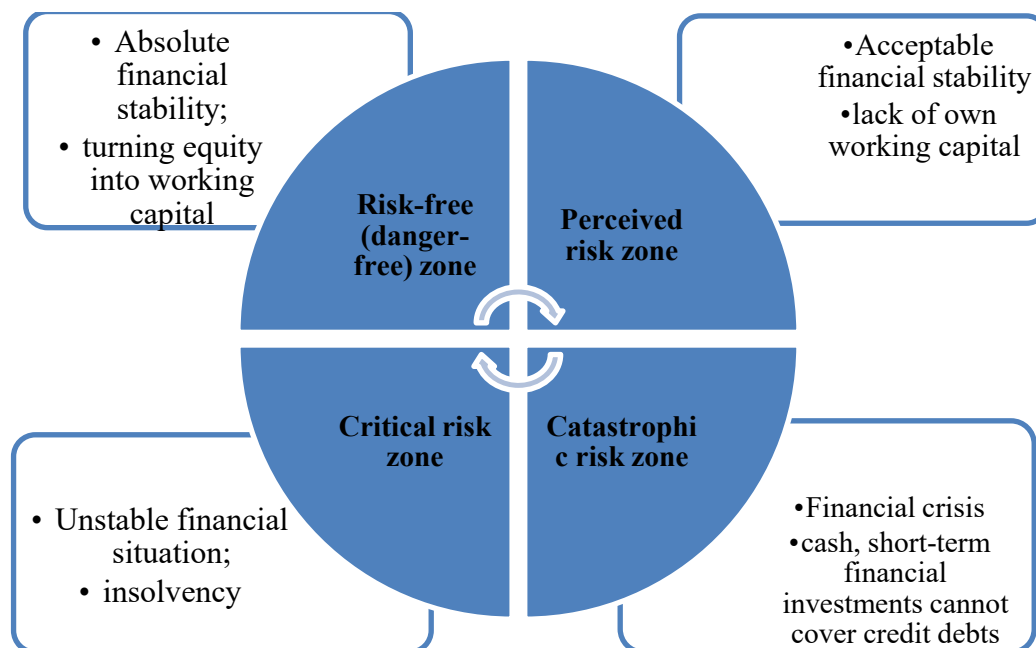 • Absolute
financial
stability;
• turning equity
into working
capital
•Acceptable
financial stability
•lack of own
working capital
Risk-free
(danger-
free) zone
Perceived
risk zone
Critical risk
zone
Catastrophi
c risk zone
• Unstable financial
situation;
• insolvency
•Financial crisis
•cash, short-term
financial
investments cannot
cover credit debts